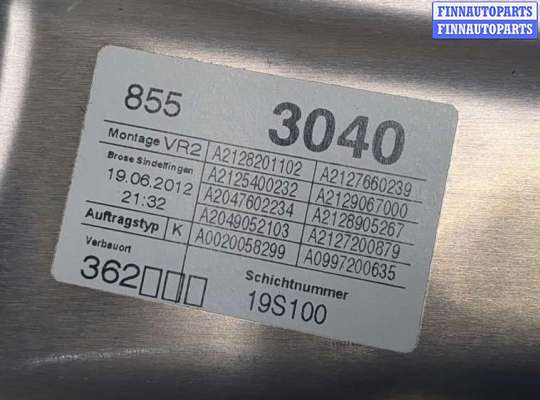 FINNAUTOPARTS
FINNAUTOPARTS
855 3040
Montage VR2 A2128201102 A2127660239
Brose Sindelfingen A2125400232 A2129067000
19.06.2012 A2047602234 A2128905267
21:32 A2049052103 A2127200879
Auftragstyp K A0020058299 A0997200635
Verbauort Schichtnummer
362 19S100